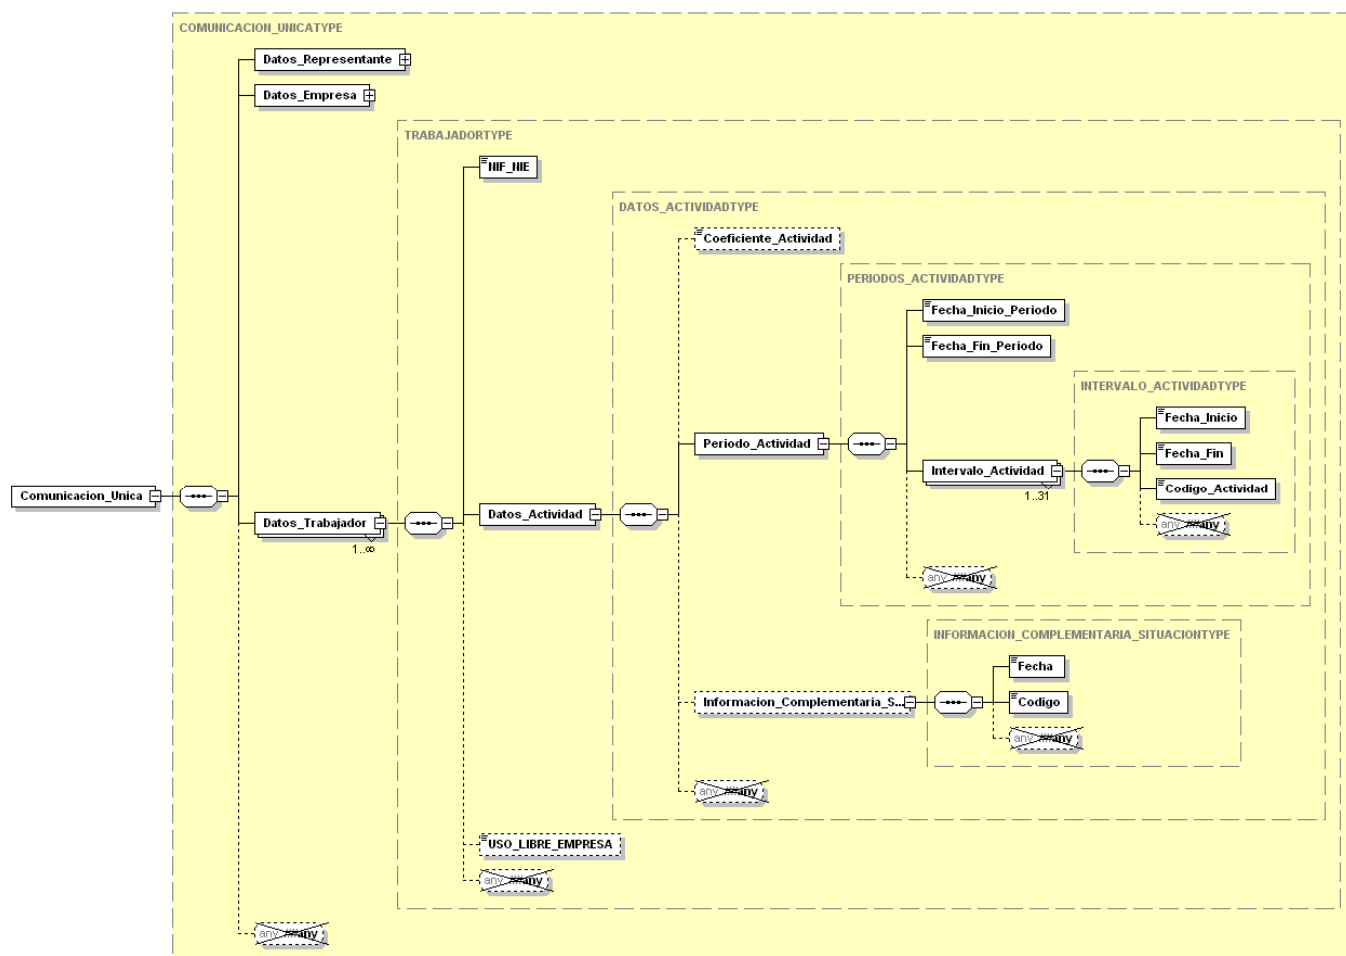 COMUNICACION_UNICATYPE
Datos_Representante
Datos_Empresa
TRABAJADORTYPE
NIF_NIE
DATOS_ACTIVIDADTYPE
Coeficiente_Actividad
PERIODOS_ACTIVIDADTYPE
Fecha_Inicio_Periodo
Fecha_Fin_Periodo
INTERVALO_ACTIVIDADTYPE
Fecha_Inicio
Periodo_Actividad
Fecha_Fin
Intervalo_Actividad
1..31
Codigo_Actividad
Comunicacion_Unica
Datos_Trabajador
1..∞
Datos_Actividad
any ##any
any ##any
INFORMACION_COMPLEMENTARIA_SITUACIONTYPE
Fecha
Informacion_Complementaria_S...
Codigo
any ##any
any ##any
USO_LIBRE_EMPRESA
any ##any
any ##any